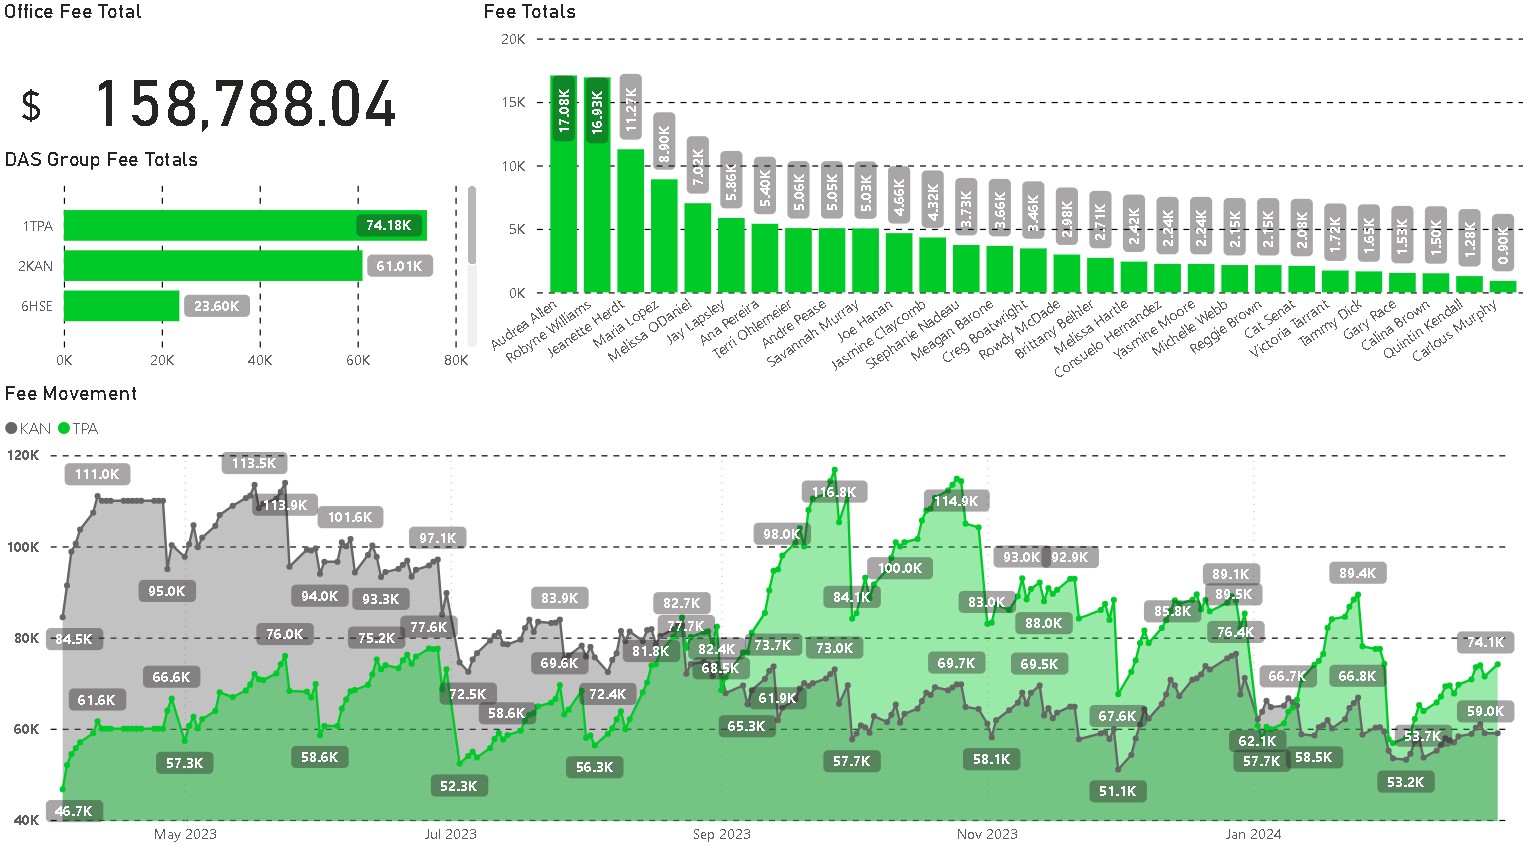 Office Fee Total
$ 158,788.04
DAS Group Fee Totals
1TPA 74.18K
2KAN 61.01K
6HSE 23.60K
0K 20K 40K 60K 80K
Fee Totals
20K
15K
10K
5K
0K
17.08K 16.93K 11.27K 8.90K 7.02K 5.86K 5.40K 5.06K 5.05K 5.03K 4.66K 4.32K 3.73K 3.66K 3.46K 2.98K 2.71K 2.42K 2.24K 2.24K 2.15K 2.15K 2.08K 1.72K 1.65K 1.53K 1.50K 1.28K 0.90K
Audrea Allen
Robyne Williams
Jeanette Herdt
Maria Lopez
Melissa ODaniel
Jay Lapsley
Ana Pereira
Terri Ohlemeier
Andre Pease
Savannah Murray
Joe Hanan
Jasmine Claycomb
Stephanie Nadeau
Meagan Barone
Creg Boatwright
Rowdy McDade
Brittany Beihler
Melissa Hartle
Consuelo Hernandez
Yasmine Moore
Michelle Webb
Reggie Brown
Cat Senat
Victoria Tarrant
Tammy Dick
Gary Race
Calina Brown
Quintin Kendall
Carlous Murphy
Fee Movement
KAN TPA
120K
100K
80K
60K
40K
111.0K 113.5K 113.9K 101.6K 97.1K
84.5K 95.0K 94.0K 93.3K
61.6K 66.6K 76.0K 75.2K 77.6K
46.7K 57.3K 58.6K 52.3K
72.5K 58.6K 83.9K 69.6K 72.4K 56.3K
82.7K 77.7K 81.8K 82.4K 68.5K
65.3K 73.7K 61.9K 98.0K 116.8K 73.0K 84.1K 57.7K
100.0K 114.9K 69.7K 83.0K 58.1K
93.0K 92.9K 88.0K 69.5K
67.6K 51.1K 85.8K 89.1K 89.5K 76.4K
62.1K 57.7K 66.7K 58.5K 89.4K 66.8K
53.7K 53.2K 74.1K 59.0K
May 2023 Jul 2023 Sep 2023 Nov 2023 Jan 2024